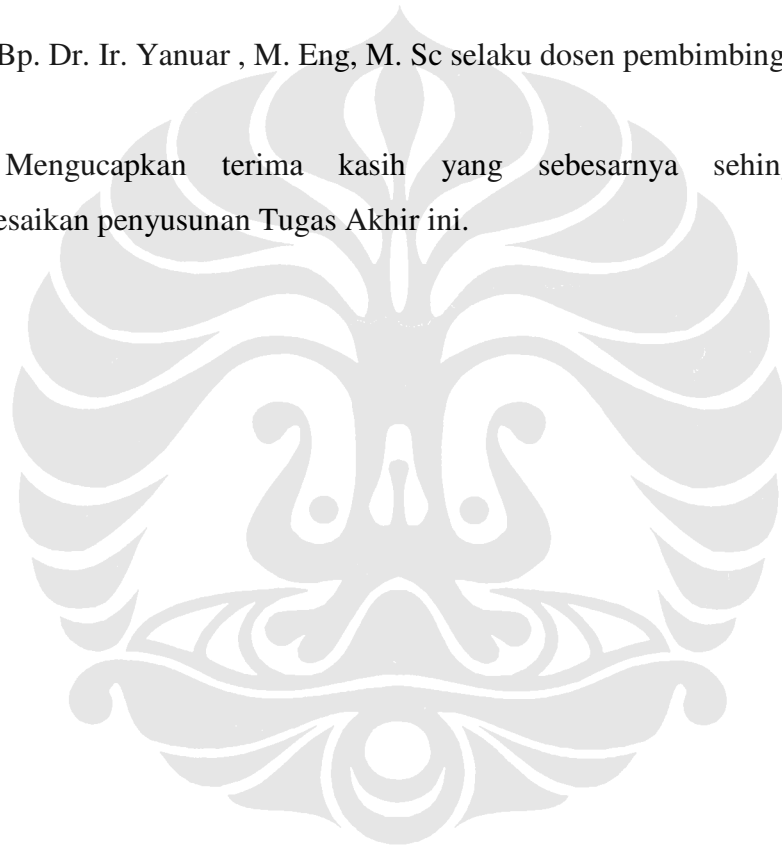 Bp. Dr. Ir. Yanuar , M. Eng, M. Sc selaku dosen pembimbing
Mengucapkan terima kasih yang sebesarnya sehin
esaikan penyusunan Tugas Akhir ini.